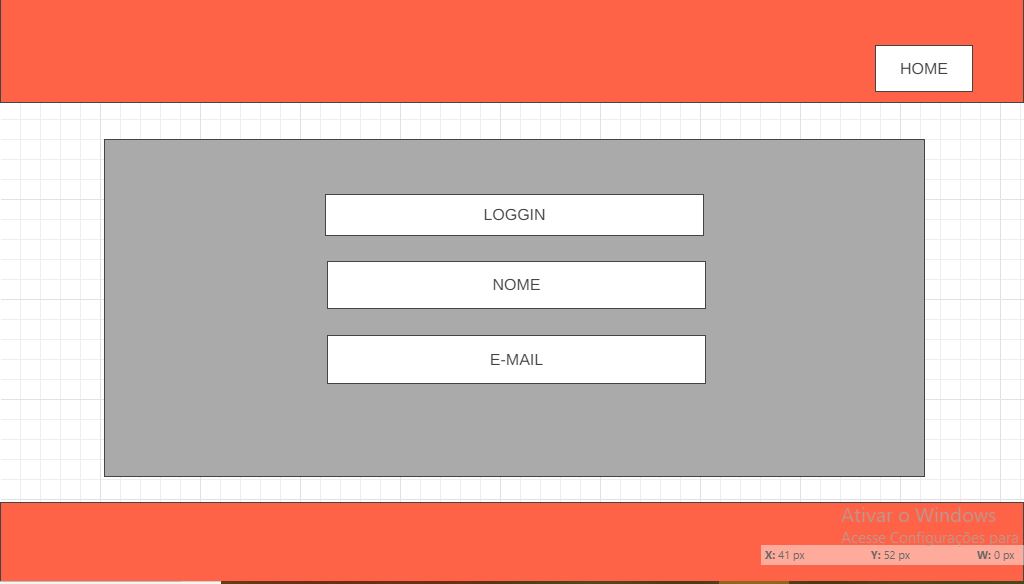 HOME
LOGGIN
NOME
E-MAIL
Ativar o Windows
Acesse Configurações para
X: 41 px Y: 52 px W: 0 px